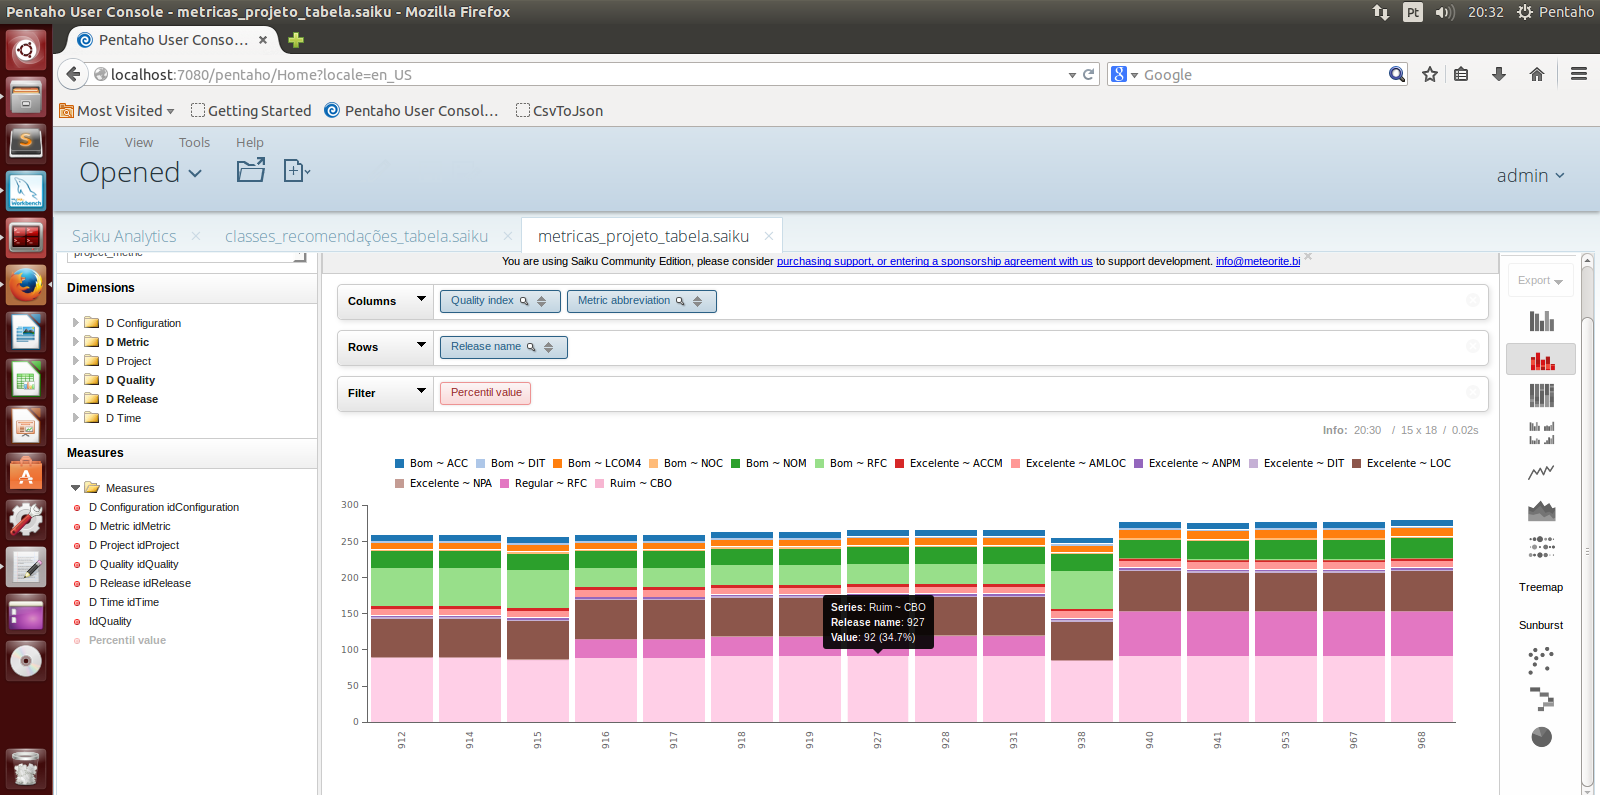 Pentaho User Console - metricas_projeto_tabela.saiku - Mozilla Firefox
Pt
20:32
Pentaho
Pentaho User Conso... ×
localhost:7080/pentaho/Home?locale=en_US
Google
Most Visited
Getting Started
Pentaho User Consol...
CsvToJson
File View Tools Help
Opened
admin
Saiku Analytics ×
classes_recomendações_tabela.saiku ×
metricas_projeto_tabela.saiku ×
project_metric
You are using Saiku Community Edition, please consider purchasing support, or entering a sponsorship agreement with us to support development. info@meteorite.bi
Dimensions
D Configuration
D Metric
D Project
D Quality
D Release
D Time
Measures
Measures
D Configuration idConfiguration
D Metric idMetric
D Project idProject
D Quality idQuality
D Release idRelease
D Time idTime
IdQuality
Percentil value
Columns
Quality index
Metric abbreviation
Rows
Release name
Filter
Percentil value
Info: 20:30 / 15 x 18 / 0.02s
Bom ~ ACC Bom ~ DIT Bom ~ LCOM4 Bom ~ NOC Bom ~ NOM Bom ~ RFC Excelente ~ ACCM Excelente ~ AMLOC Excelente ~ ANPM Excelente ~ DIT Excelente ~ LOC
Excelente ~ NPA Regular ~ RFC Ruim ~ CBO
300
250
200
150
100
50
0
Series: Ruim ~ CBO
Release name: 927
Value: 92 (34.7%)
912 914 915 916 917 918 919 927 928 931 938 940 941 953 967 968
Export
Treemap
Sunburst